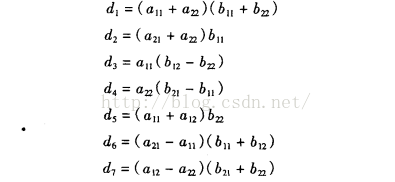 d₁ = (a₁₁ + a₂₂)(b₁₁ + b₂₂)
d₂ = (a₂₁ + a₂₂)b₁₁
d₃ = a₁₁(b₁₂ − b₂₂)
d₄ = a₂₂(b₂₁ − b₁₁)
http://blog.csdn.net/
d₅ = (a₁₁ + a₁₂)b₂₂
d₆ = (a₂₁ − a₁₁)(b₁₁ + b₁₂)
d₇ = (a₁₂ − a₂₂)(b₂₁ + b₂₂)